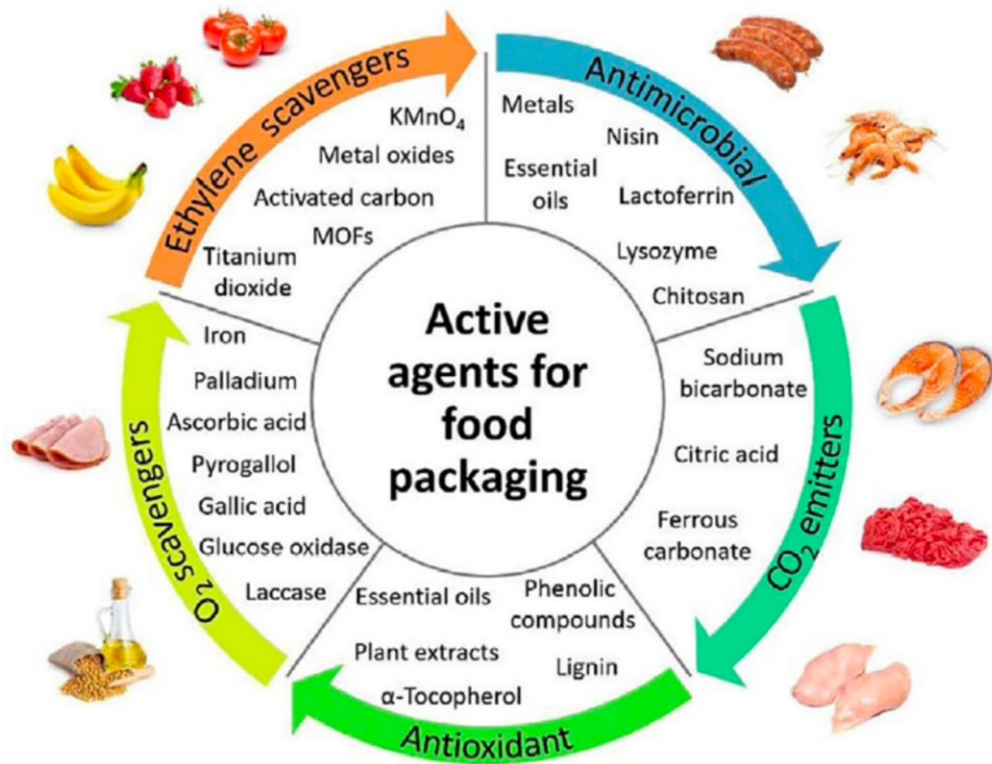 Active
agents for
food
packaging
Ethylene scavengers
KMnO₄
Metal oxides
Activated carbon
MOFs
Titanium
dioxide
Antimicrobial
Metals
Nisin
Essential
oils
Lactoferrin
Lysozyme
Chitosan
CO₂ emitters
Sodium
bicarbonate
Citric acid
Ferrous
carbonate
Antioxidant
Essential oils
Phenolic
compounds
Plant extracts
Lignin
α-Tocopherol
O₂ scavengers
Iron
Palladium
Ascorbic acid
Pyrogallol
Gallic acid
Glucose oxidase
Laccase